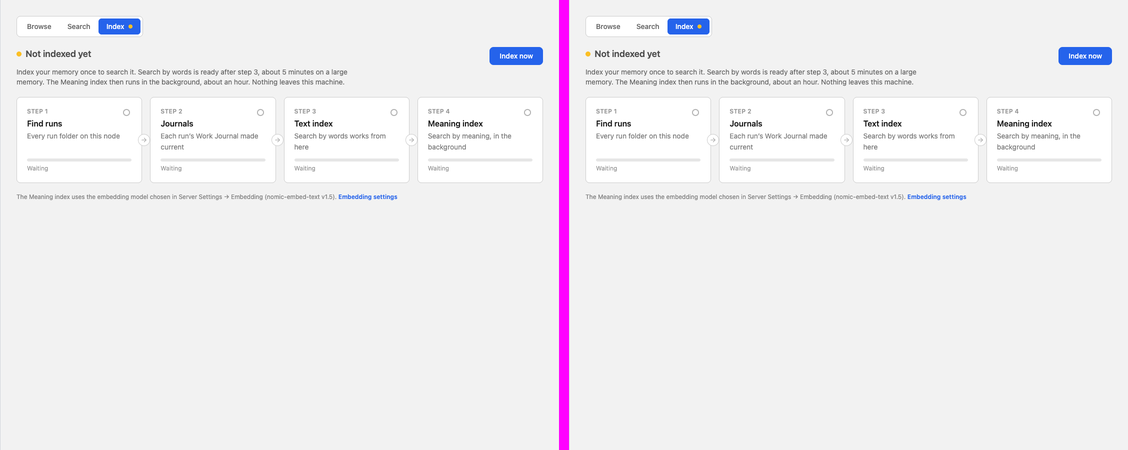 Browse Search Index
Not indexed yet
Index now
Index your memory once to search it. Search by words is ready after step 3, about 5 minutes on a large
memory. The Meaning index then runs in the background, about an hour. Nothing leaves this machine.
STEP 1
Find runs
Every run folder on this node
Waiting
STEP 2
Journals
Each run's Work Journal made
current
Waiting
STEP 3
Text index
Search by words works from
here
Waiting
STEP 4
Meaning index
Search by meaning, in the
background
Waiting
The Meaning index uses the embedding model chosen in Server Settings → Embedding (nomic-embed-text v1.5). Embedding settings
Browse Search Index
Not indexed yet
Index now
Index your memory once to search it. Search by words is ready after step 3, about 5 minutes on a large
memory. The Meaning index then runs in the background, about an hour. Nothing leaves this machine.
STEP 1
Find runs
Every run folder on this node
Waiting
STEP 2
Journals
Each run's Work Journal made
current
Waiting
STEP 3
Text index
Search by words works from
here
Waiting
STEP 4
Meaning index
Search by meaning, in the
background
Waiting
The Meaning index uses the embedding model chosen in Server Settings → Embedding (nomic-embed-text v1.5). Embedding settings